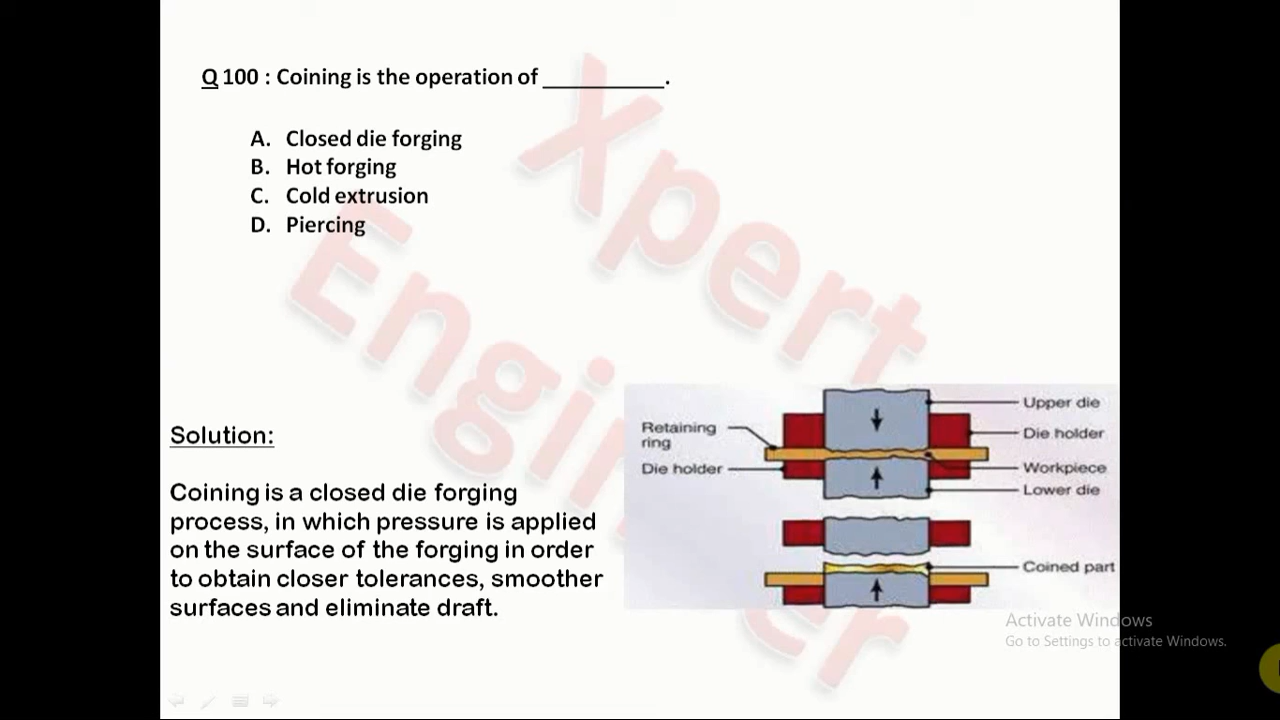 Q 100 : Coining is the operation of __________.
A. Closed die forging
B. Hot forging
C. Cold extrusion
D. Piercing
Xpert
Engineer
Solution:
Coining is a closed die forging
process, in which pressure is applied
on the surface of the forging in order
to obtain closer tolerances, smoother
surfaces and eliminate draft.
Retaining
ring
Die holder
Upper die
Die holder
Workpiece
Lower die
Coined part
Activate Windows
Go to Settings to activate Windows.